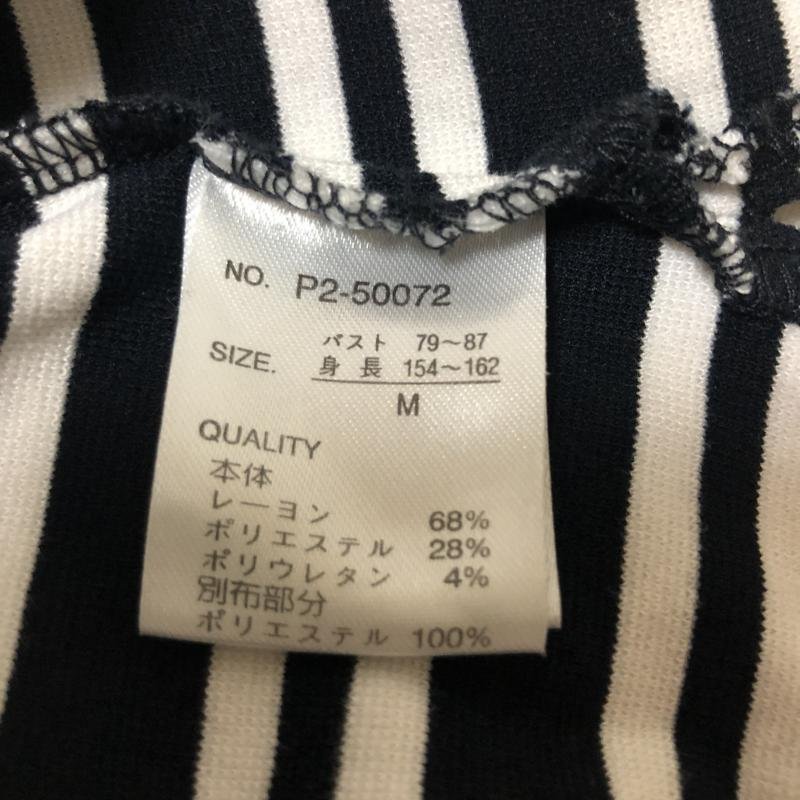 NO. P2-50072
バスト 79～87
SIZE. 身長 154～162
M
QUALITY
本体
レーヨン 68%
ポリエステル 28%
ポリウレタン 4%
別布部分
ポリエステル 100%